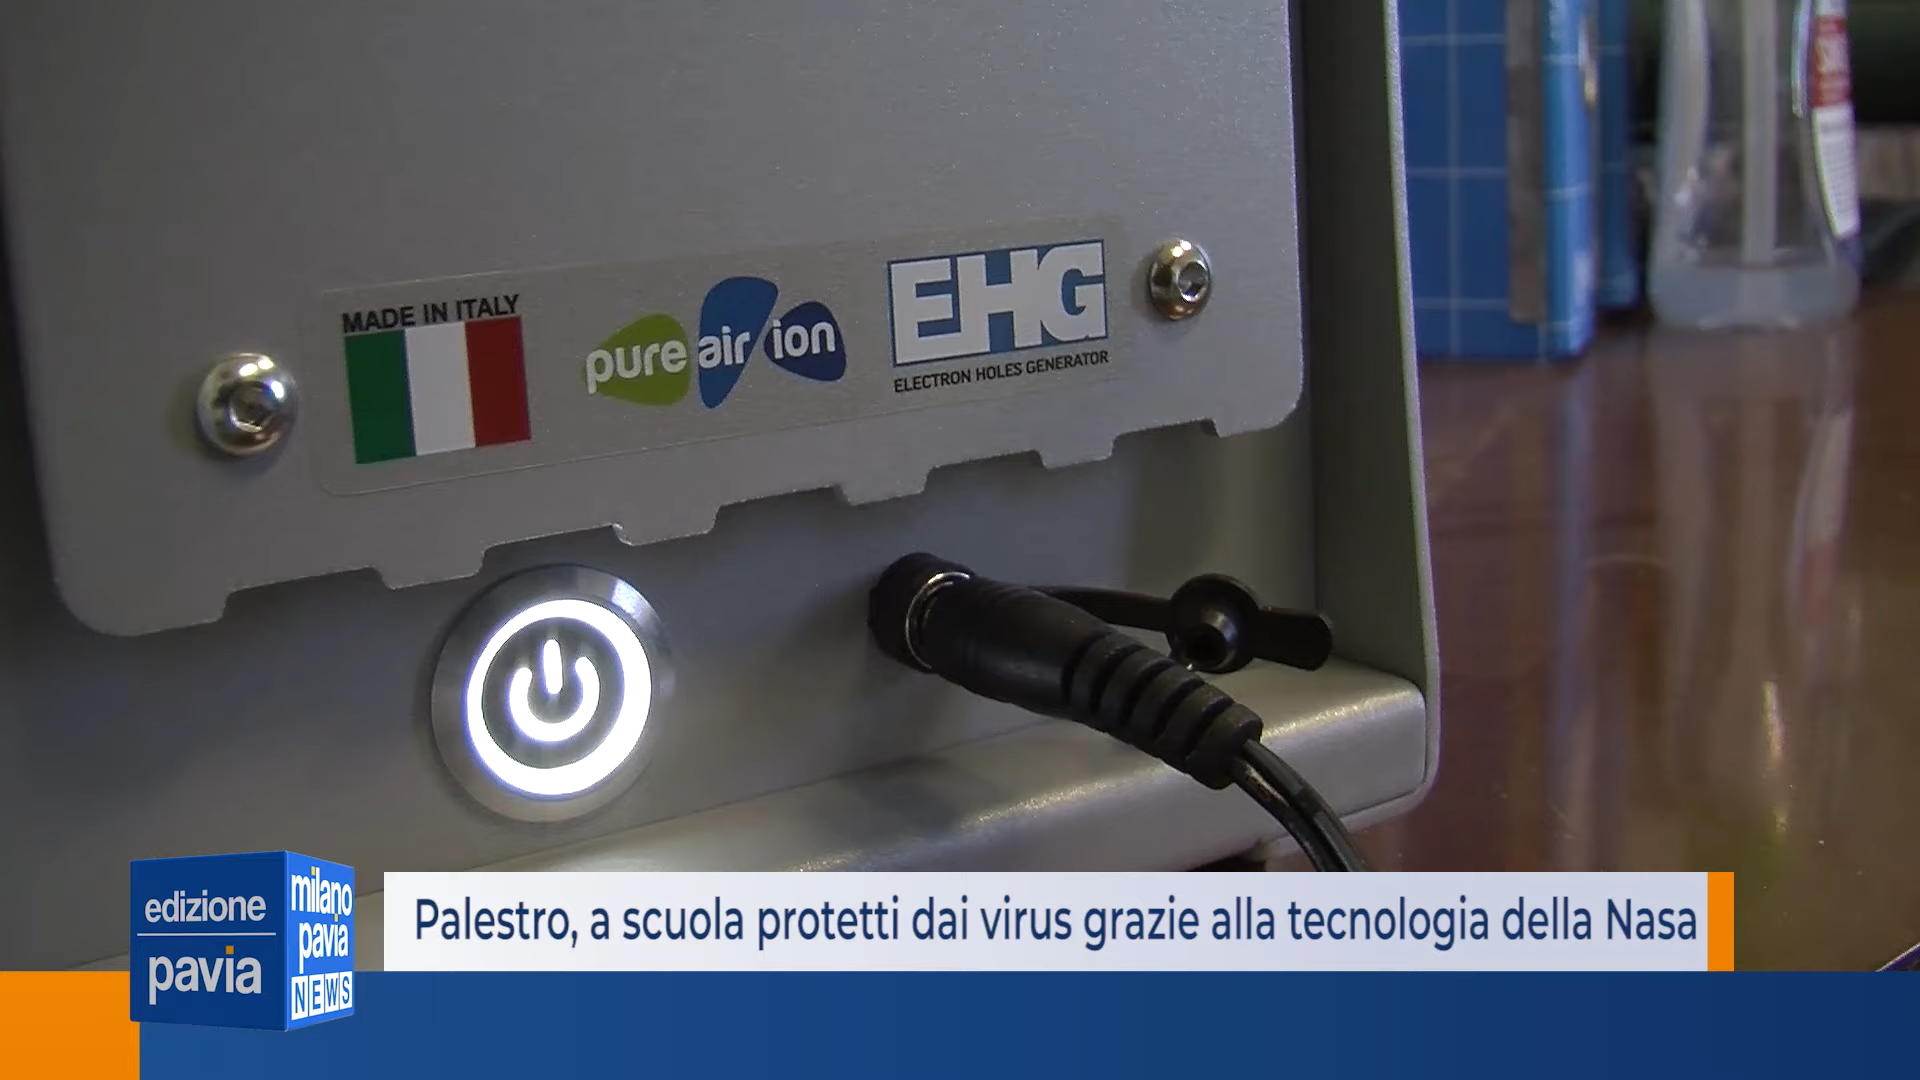 MADE IN ITALY
pure air ion
EHG
ELECTRON HOLES GENERATOR
Palestro, a scuola protetti dai virus grazie alla tecnologia della Nasa
edizione
pavia
milano
pavia
NEWS